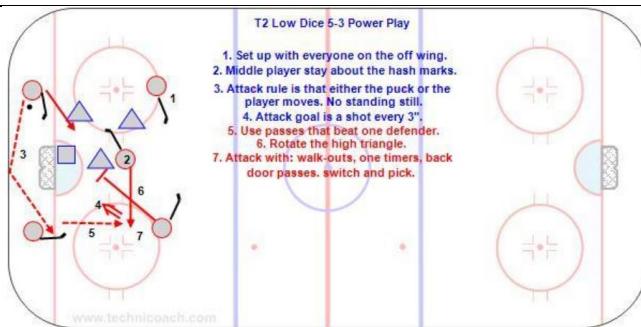 T2 Low Dice 5-3 Power Play
1. Set up with everyone on the off wing.
2. Middle player stay about the hash marks.
3. Attack rule is that either the puck or the
player moves. No standing still.
4. Attack goal is a shot every 3".
5. Use passes that beat one defender.
6. Rotate the high triangle.
7. Attack with: walk-outs, one timers, back
door passes. switch and pick.
1
2
3
6
4
5
7
www.technicoach.com